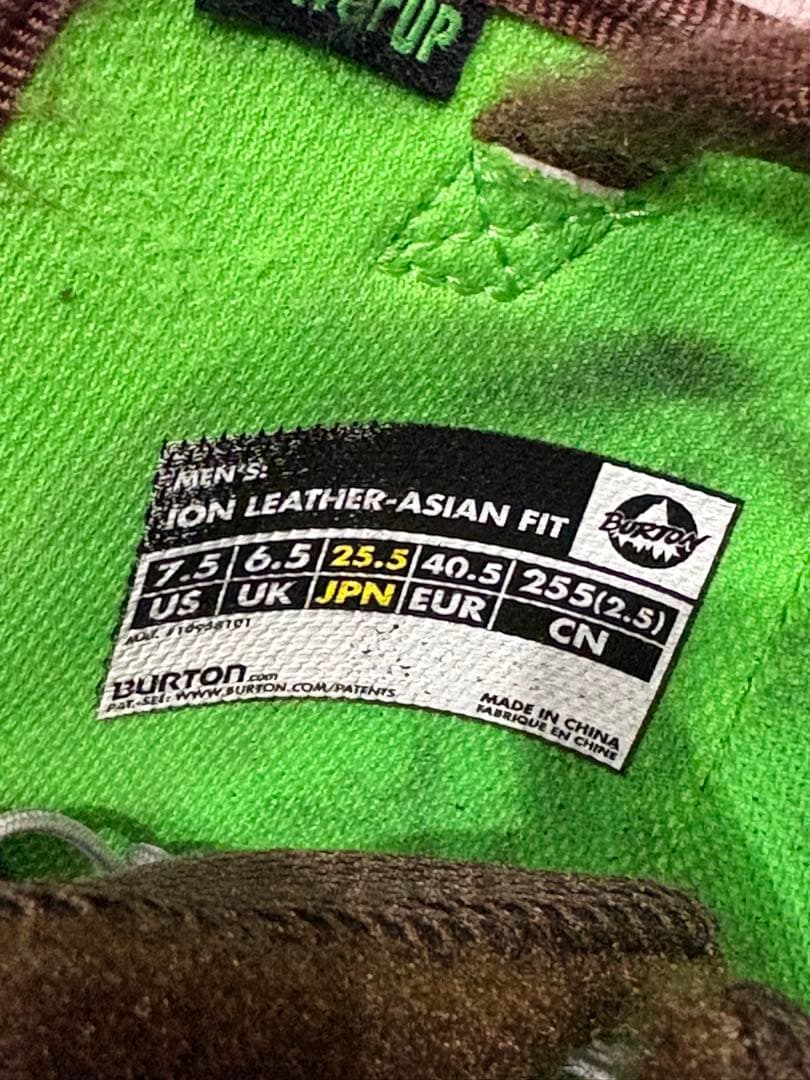 UP
MEN'S:
ION LEATHER-ASIAN FIT
BURTON
7.5 6.5 25.5 40.5 255(2.5)
US UK JPN EUR CN
BURTON.com
PAT.-SEE: WWW.BURTON.COM/PATENTS
MADE IN CHINA
FABRIQUE EN CHINE